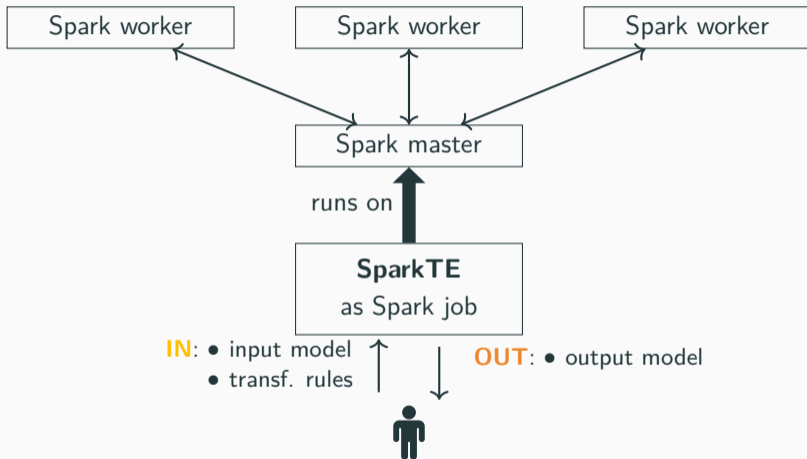 Spark worker
Spark worker
Spark worker
Spark master
runs on
SparkTE
as Spark job
IN: • input model
• transf. rules
OUT: • output model